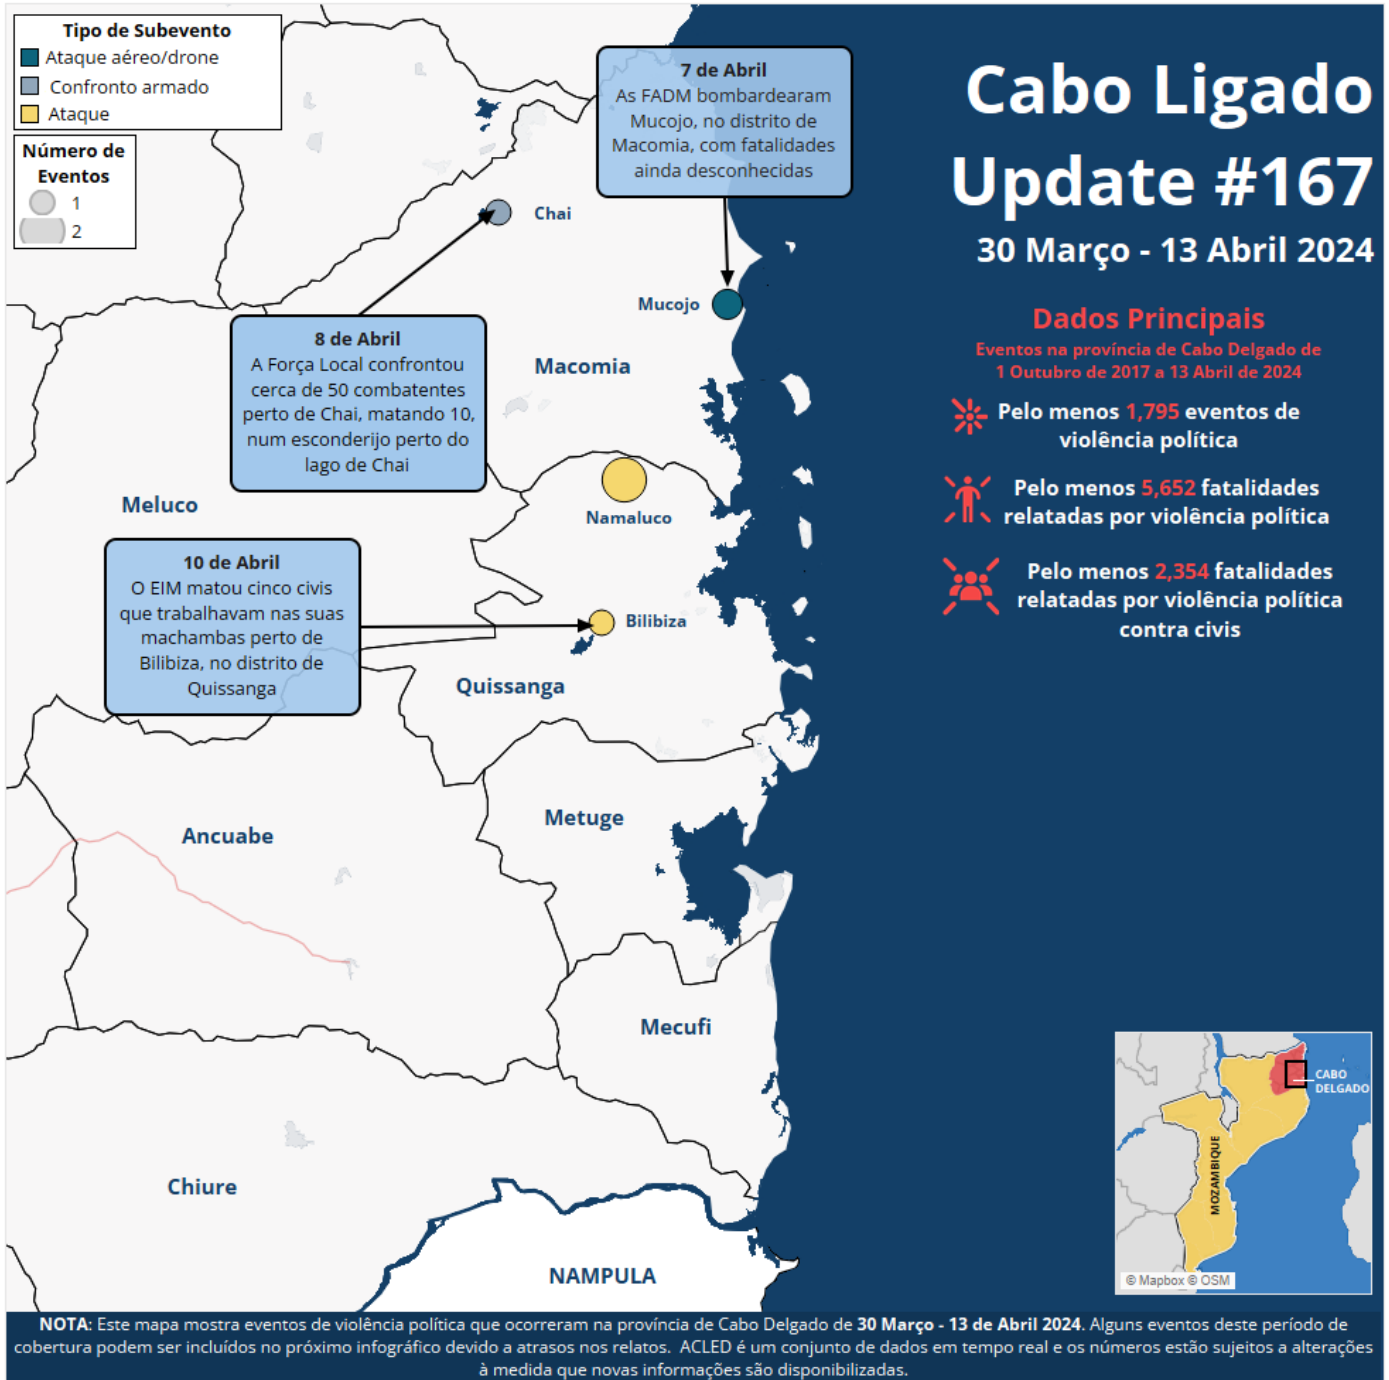 Tipo de Subevento
Ataque aéreo/drone
Confronto armado
Ataque
Número de
Eventos
1
2
7 de Abril
As FADM bombardearam
Mucojo, no distrito de
Macomia, com fatalidades
ainda desconhecidas
Cabo Ligado
Update #167
30 Março - 13 Abril 2024
Dados Principais
Eventos na província de Cabo Delgado de
1 Outubro de 2017 a 13 Abril de 2024
Pelo menos 1,795 eventos de
violência política
Pelo menos 5,652 fatalidades
relatadas por violência política
Pelo menos 2,354 fatalidades
relatadas por violência política
contra civis
Chai
Mucojo
8 de Abril
A Força Local confrontou
cerca de 50 combatentes
perto de Chai, matando 10,
num esconderijo perto do
lago de Chai
Macomia
Meluco
Namaluco
10 de Abril
O EIM matou cinco civis
que trabalhavam nas suas
machambas perto de
Bilibiza, no distrito de
Quissanga
Bilibiza
Quissanga
Metuge
Ancuabe
Mecufi
Chiure
NAMPULA
CABO
DELGADO
MOZAMBIQUE
© Mapbox © OSM
NOTA: Este mapa mostra eventos de violência política que ocorreram na província de Cabo Delgado de 30 Março - 13 de Abril 2024. Alguns eventos deste período de
cobertura podem ser incluídos no próximo infográfico devido a atrasos nos relatos. ACLED é um conjunto de dados em tempo real e os números estão sujeitos a alterações
à medida que novas informações são disponibilizadas.